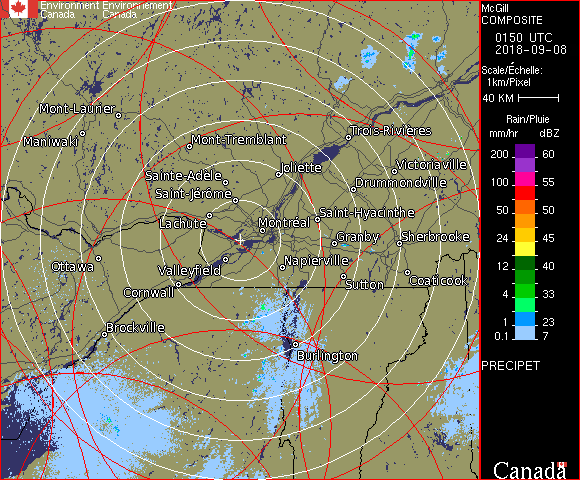 Environment Environnement
Canada Canada
McGill
COMPOSITE
0150 UTC
2018-09-08
Scale/Échelle:
1km/Pixel
40 KM
Rain/Pluie
mm/hr dBZ
200 60
155
100 55
50 50
24 45
12 40
4 33
1 23
0.1 7
PRECIPET
Canada
Mont-Laurier
Maniwaki
Mont-Tremblant
Trois-Rivières
Joliette
Victoriaville
Sainte-Adèle
Drummondville
Saint-Jérôme
Lachute
Montréal
Saint-Hyacinthe
Granby
Sherbrooke
Ottawa
Valleyfield
Napierville
Cornwall
Sutton
Coaticook
Brockville
Burlington